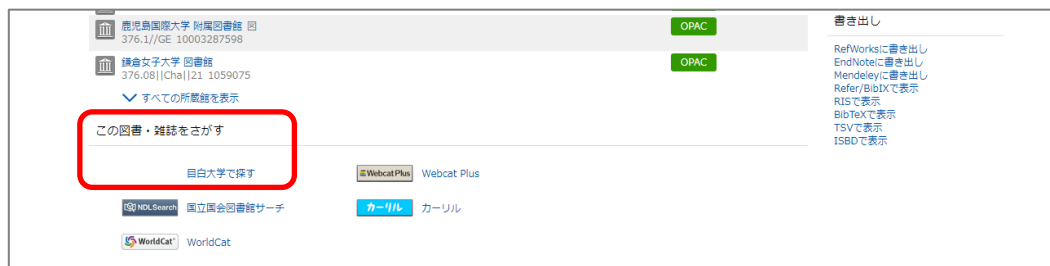 鹿児島国際大学 附属図書館 図
OPAC
376.1//GE 10003287598
鎌倉女子大学 図書館
OPAC
376.08||Cha||21 1059075
すべての所蔵館を表示
この図書・雑誌をさがす
目白大学で探す
WebcatPlus Webcat Plus
NDLSearch 国立国会図書館サーチ
カーリル カーリル
WorldCat WorldCat
書き出し
RefWorksに書き出し
EndNoteに書き出し
Mendeleyに書き出し
Refer/BibIXで表示
RISで表示
BibTeXで表示
TSVで表示
ISBDで表示